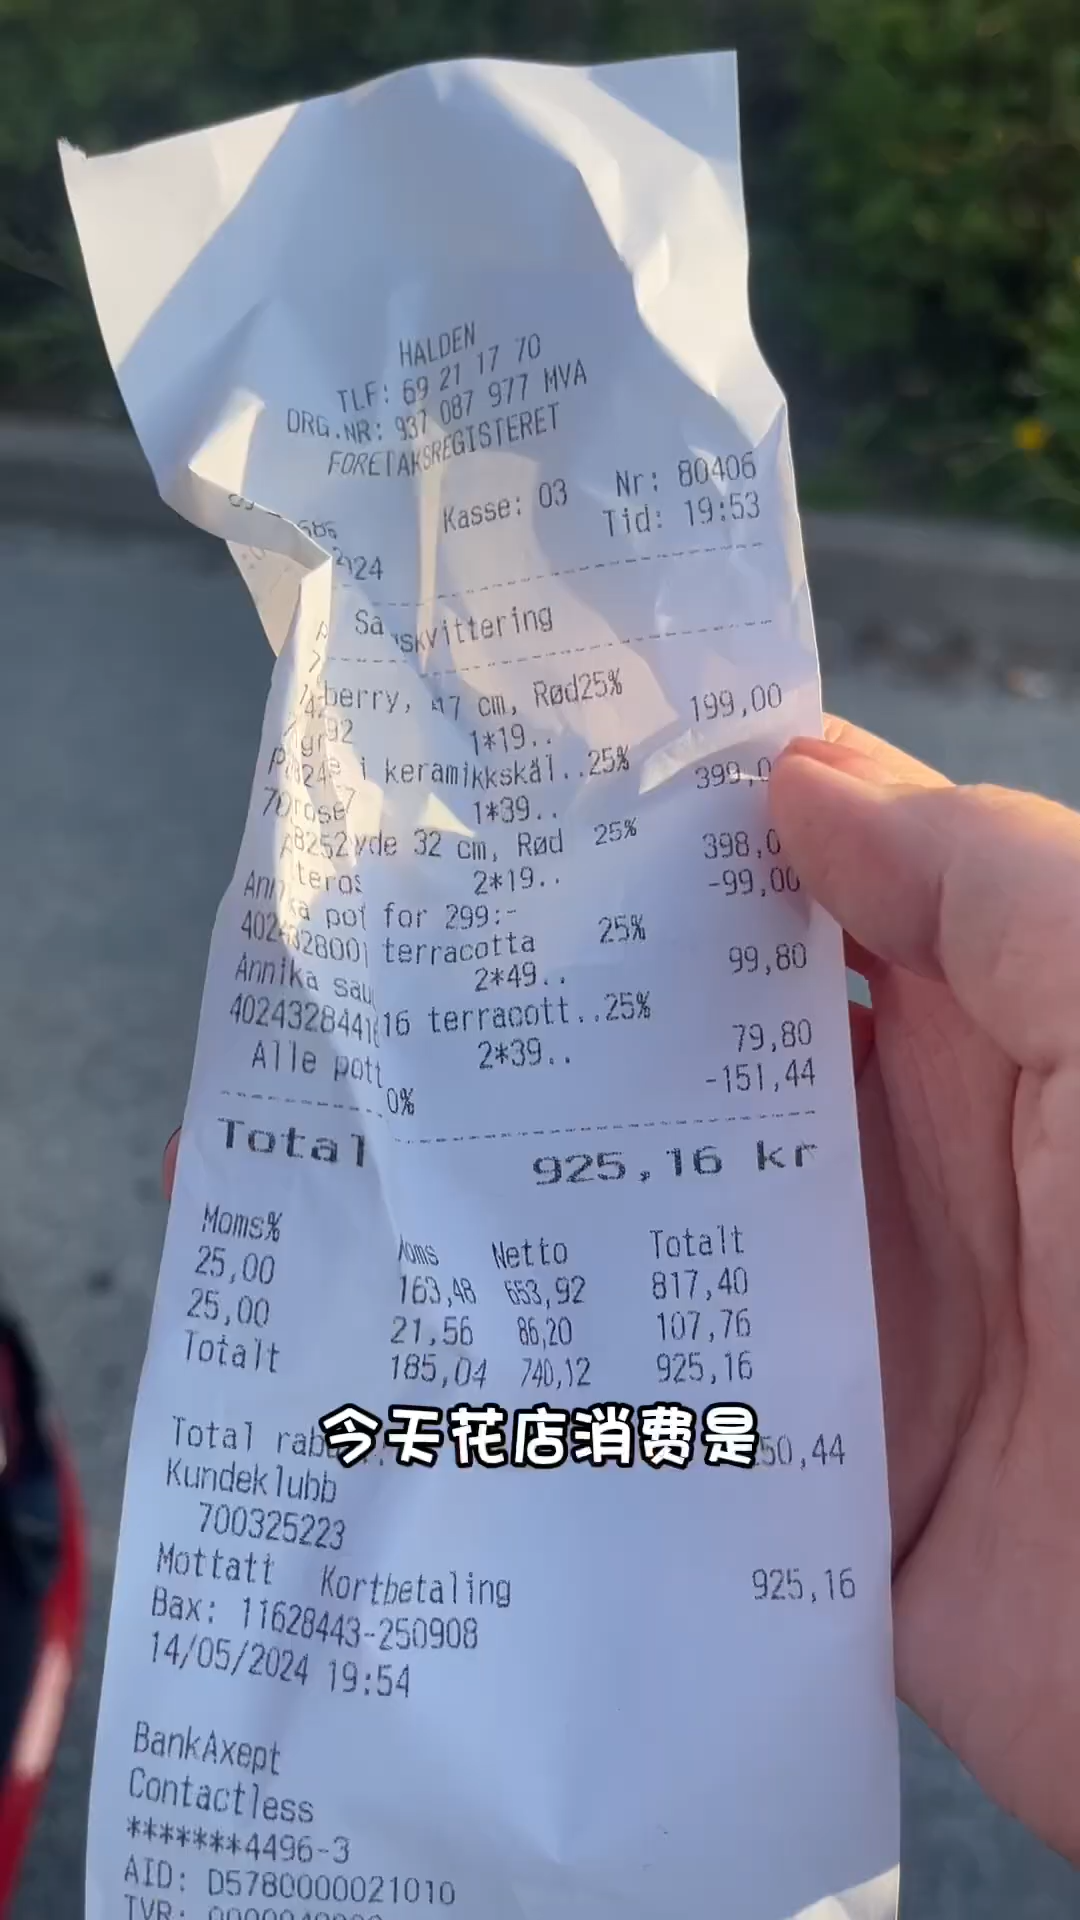 HALDEN
TLF: 69 21 17 70
ORG.NR: 937 087 977 MVA
FORETAKSREGISTERET
Kasse: 03 Nr: 80406
Tid: 19:53
berry, 47 cm, Rød25%
1*19.. 199,00
i keramikkskål..25%
1*39.. 399,0
32 cm, Rød 25%
2*19.. 398,0
for 299:- -99,00
terracotta 25%
2*49.. 99,80
16 terracott..25%
2*39.. 79,80
Alle pott -151,44
0%
Total 925,16 kr
Moms% Netto Totalt
25,00 163,48 653,92 817,40
25,00 21,56 86,20 107,76
Totalt 185,04 740,12 925,16
今天花店消费是
Total 50,44
Kundeklubb
700325223
Mottatt Kortbetaling 925,16
Bax: 11628443-250908
14/05/2024 19:54
BankAxept
Contactless
*******4496-3
AID: D5780000021010
TVR: